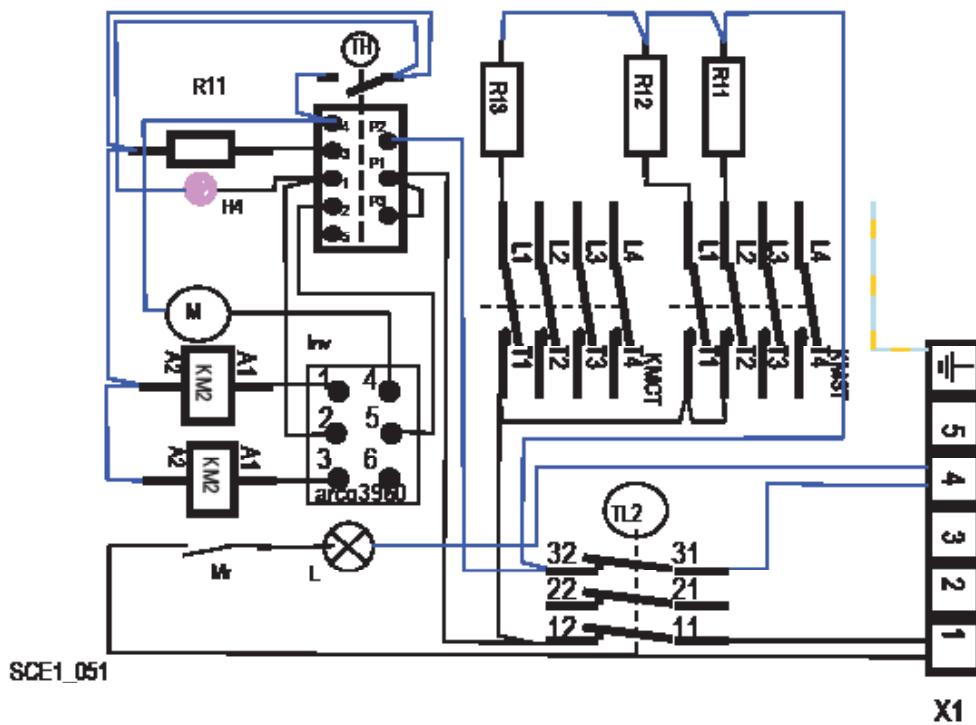 TH
R11
R13
R12
R11
4
P2
3
P1
1
H4
2
P3
5
L1
L2
L3
L4
L1
L2
L3
L4
M
Inv
A2
A1
KM2
1
4
2
5
3
6
A2
A1
KM2
arcg3960
T1
T2
T3
T4
KMCT
T1
T2
T3
T4
5
4
3
2
1
TL2
32
31
22
21
12
11
Mr
L
SCE1_051
X1